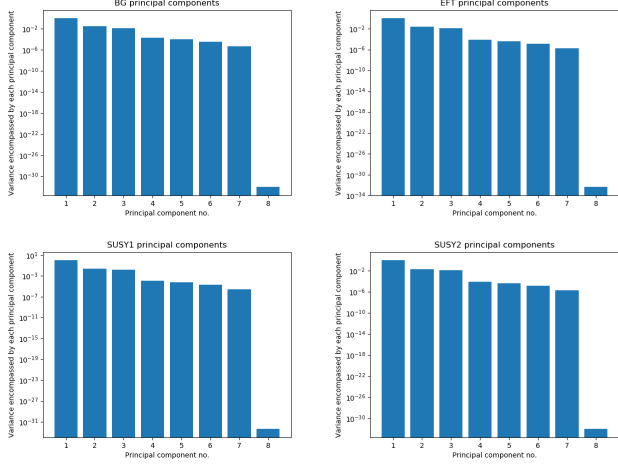 BG principal components
Variance encompassed by each principal component
10⁻²
10⁻⁶
10⁻¹⁰
10⁻¹⁴
10⁻¹⁸
10⁻²²
10⁻²⁶
10⁻³⁰
1 2 3 4 5 6 7 8
Principal component no.
EFT principal components
Variance encompassed by each principal component
10⁻²
10⁻⁶
10⁻¹⁰
10⁻¹⁴
10⁻¹⁸
10⁻²²
10⁻²⁶
10⁻³⁰
10⁻³⁴
1 2 3 4 5 6 7 8
Principal component no.
SUSY1 principal components
Variance encompassed by each principal component
10¹
10⁻³
10⁻⁷
10⁻¹¹
10⁻¹⁵
10⁻¹⁹
10⁻²³
10⁻²⁷
10⁻³¹
1 2 3 4 5 6 7 8
Principal component no.
SUSY2 principal components
Variance encompassed by each principal component
10⁻²
10⁻⁶
10⁻¹⁰
10⁻¹⁴
10⁻¹⁸
10⁻²²
10⁻²⁶
10⁻³⁰
1 2 3 4 5 6 7 8
Principal component no.